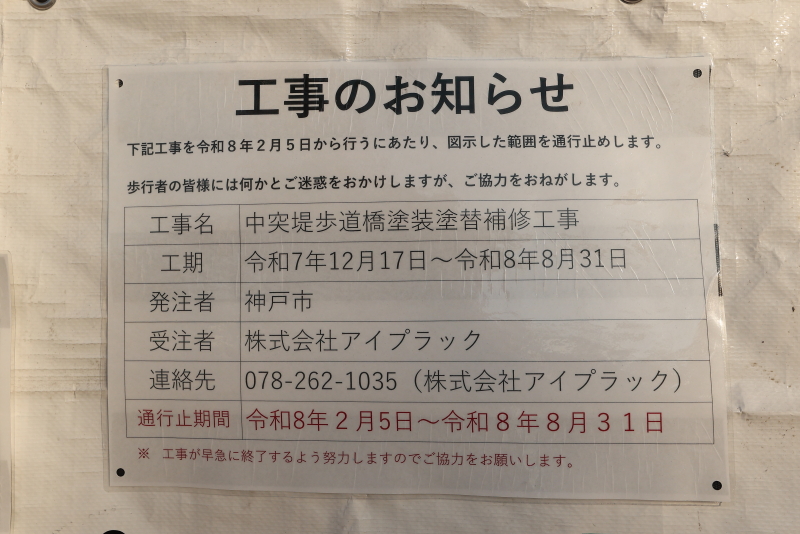 工事のお知らせ
下記工事を令和８年２月５日から行うにあたり、図示した範囲を通行止めします。
歩行者の皆様には何かとご迷惑をおかけしますが、ご協力をおねがします。
工事名 中突堤歩道橋塗装塗替補修工事
工期 令和7年12月17日～令和8年8月31日
発注者 神戸市
受注者 株式会社アイプラック
連絡先 078-262-1035（株式会社アイプラック）
通行止期間 令和8年２月5日～令和８年８月３１日
※　工事が早急に終了するよう努力しますのでご協力をお願いします。